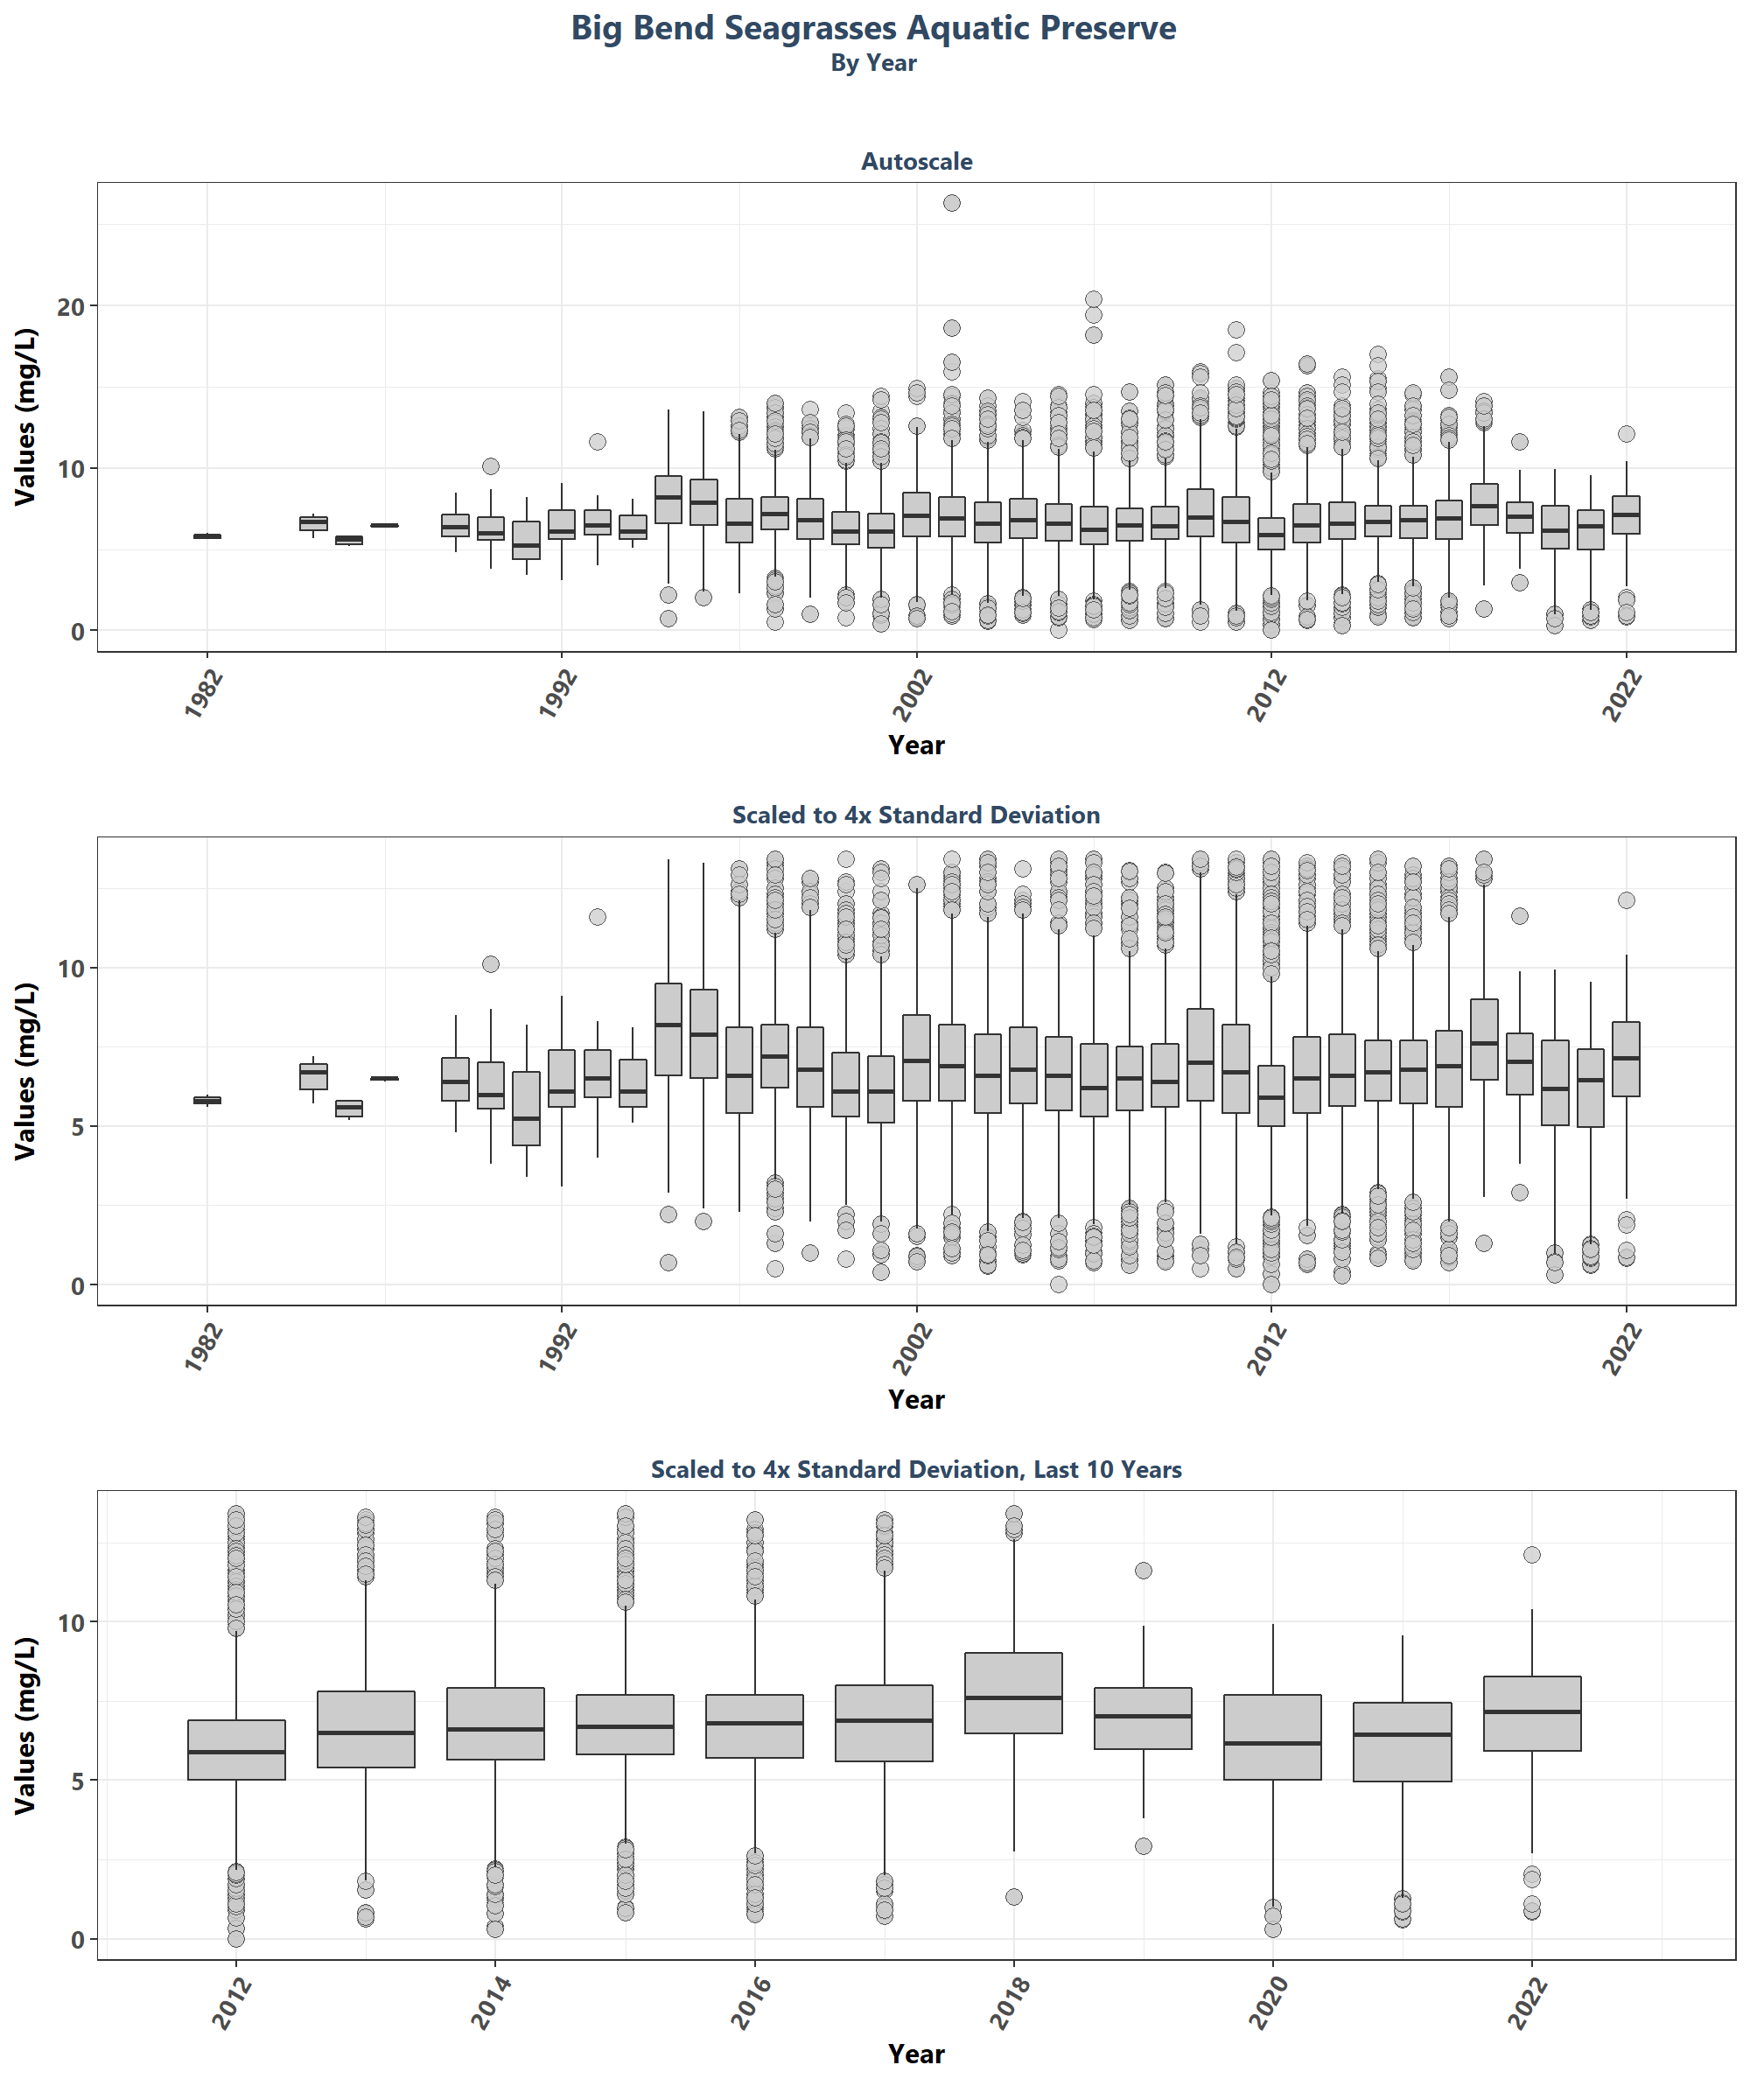 Big Bend Seagrasses Aquatic Preserve
By Year
Autoscale
Values (mg/L)
20
10
0
1982
1992
2002
2012
2022
Year
Scaled to 4x Standard Deviation
Values (mg/L)
10
5
0
1982
1992
2002
2012
2022
Year
Scaled to 4x Standard Deviation, Last 10 Years
Values (mg/L)
10
5
0
2012
2014
2016
2018
2020
2022
Year